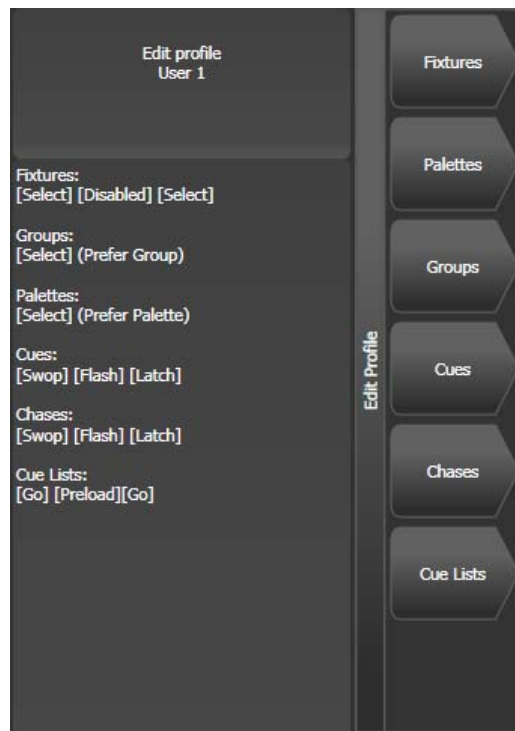 Edit profile
User 1
Fixtures:
[Select] [Disabled] [Select]
Groups:
[Select] (Prefer Group)
Palettes:
[Select] (Prefer Palette)
Cues:
[Swop] [Flash] [Latch]
Chases:
[Swop] [Flash] [Latch]
Cue Lists:
[Go] [Preload][Go]
Edit Profile
Fixtures
Palettes
Groups
Cues
Chases
Cue Lists